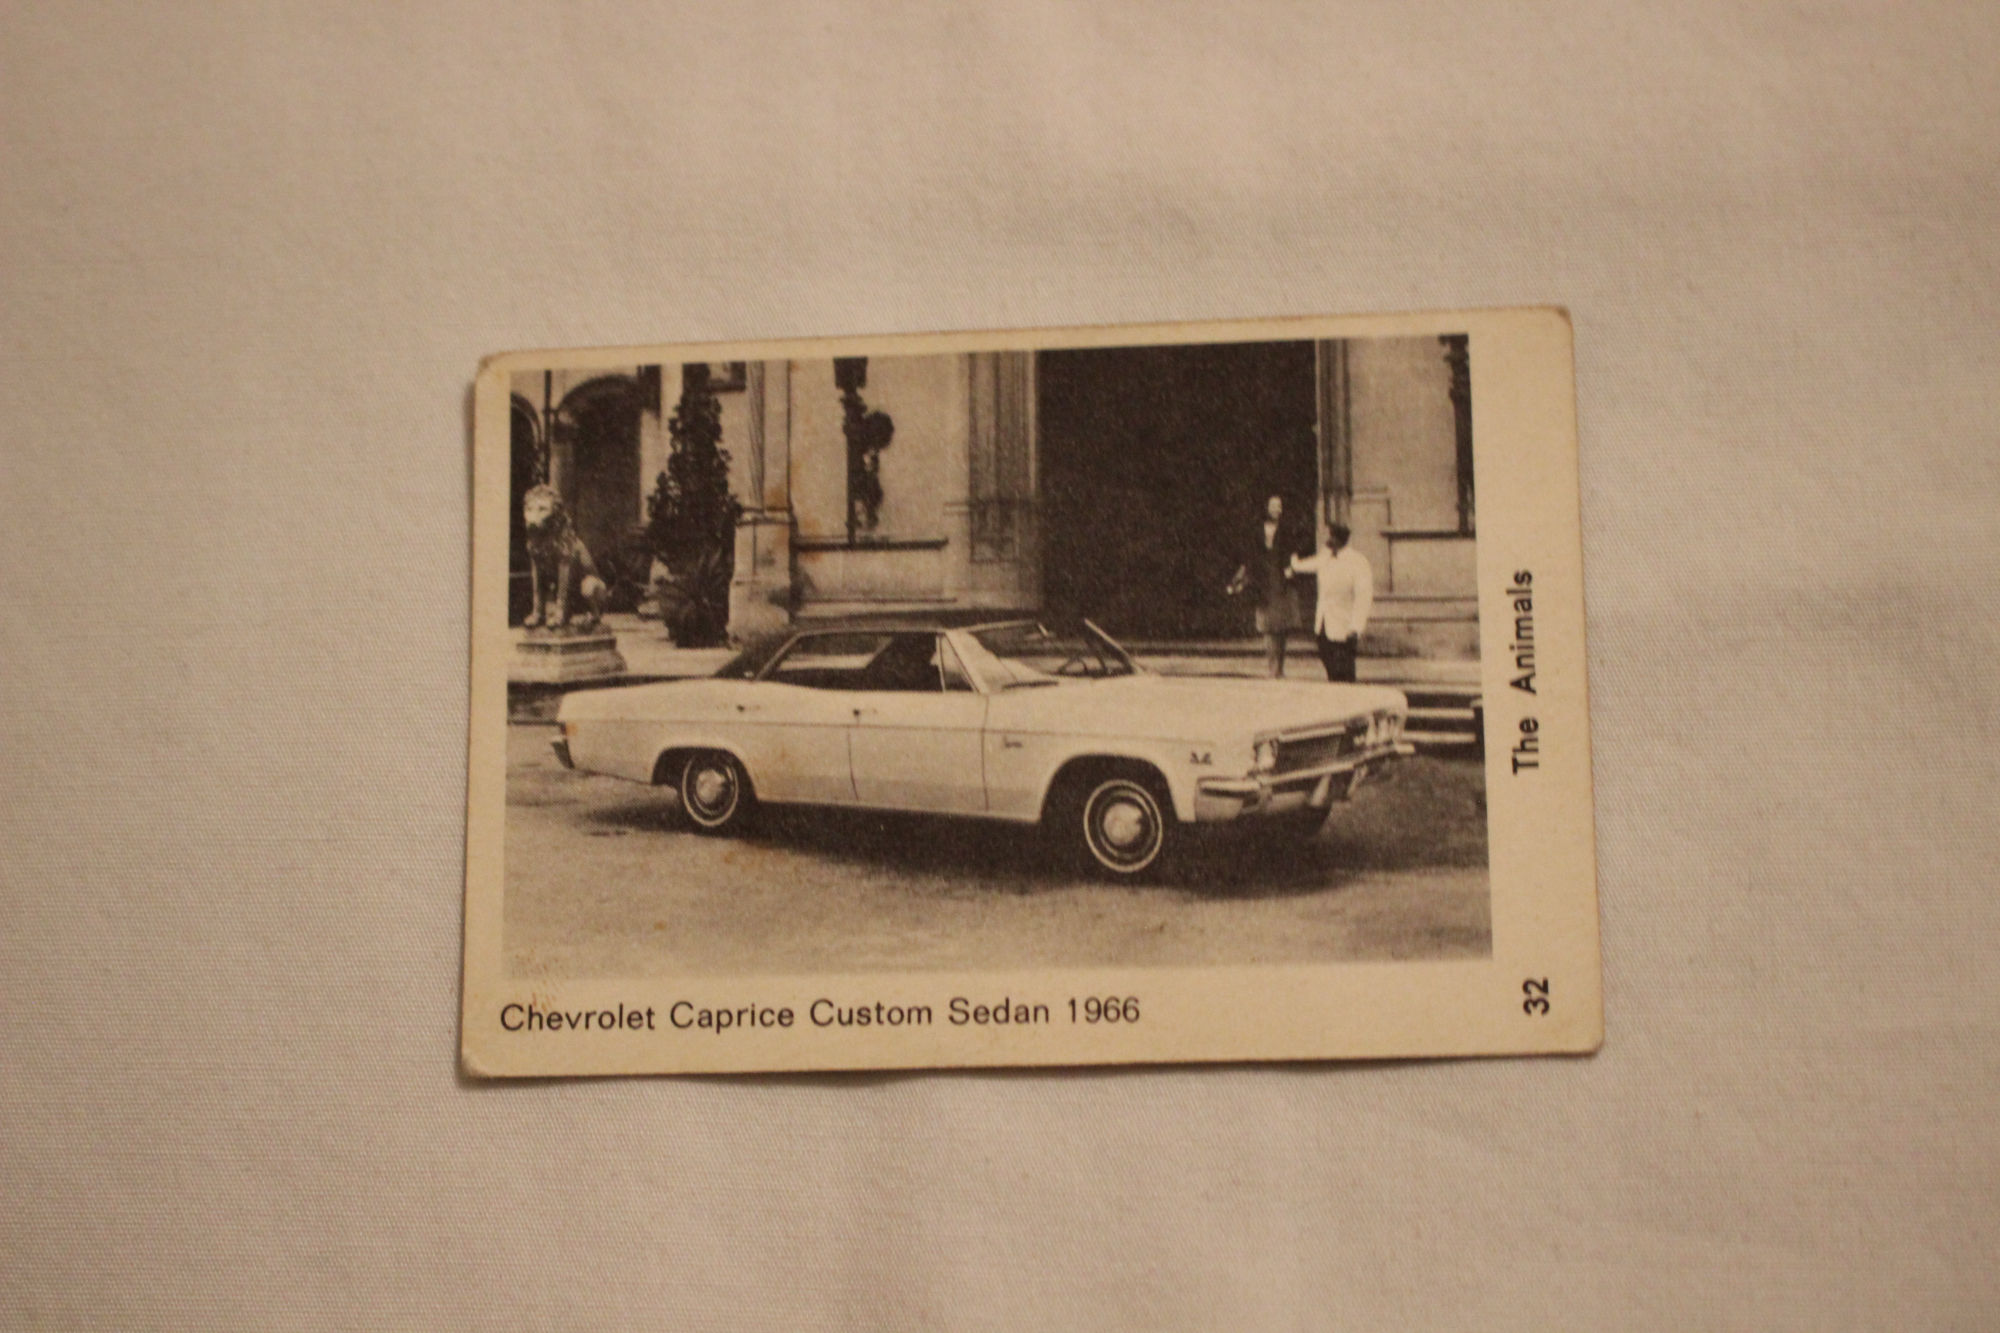 Chevrolet Caprice Custom Sedan 1966
The Animals
32